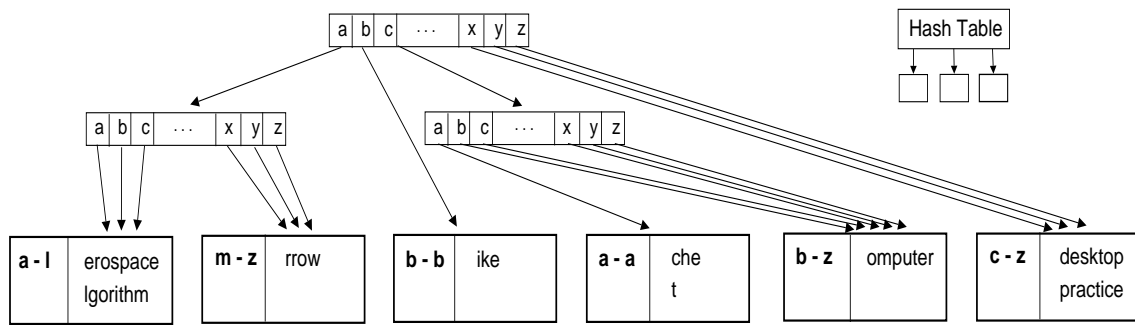 a b c ... x y z
Hash Table
a b c ... x y z
a b c ... x y z
a - l
erospace
lgorithm
m - z
rrow
b - b
ike
a - a
che
t
b - z
omputer
c - z
desktop
practice